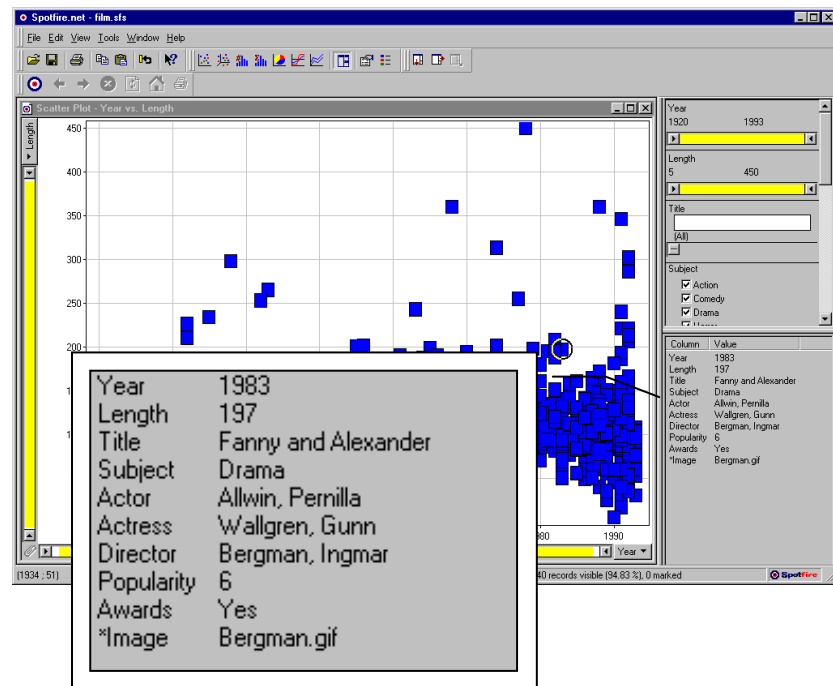 Spotfire.net - film.sfs
File Edit View Tools Window Help
Scatter Plot - Year vs. Length
Length
450
400
350
300
250
200
1
1
80
1990
Year
Year
1920 1993
Length
5 450
Title
(All)
Subject
Action
Comedy
Drama
Column Value
Year 1983
Length 197
Title Fanny and Alexander
Subject Drama
Actor Allwin, Pernilla
Actress Wallgren, Gunn
Director Bergman, Ingmar
Popularity 6
Awards Yes
*Image Bergman.gif
Year 1983
Length 197
Title Fanny and Alexander
Subject Drama
Actor Allwin, Pernilla
Actress Wallgren, Gunn
Director Bergman, Ingmar
Popularity 6
Awards Yes
*Image Bergman.gif
(1934 ; 51)
40 records visible (94.83 %), 0 marked
Spotfire